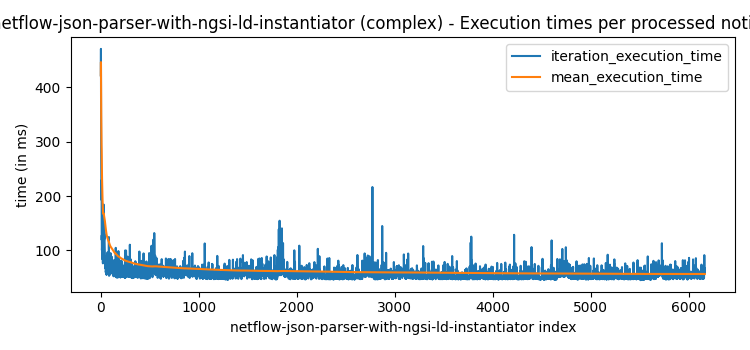 netflow-json-parser-with-ngsi-ld-instantiator (complex) - Execution times per processed noti
iteration_execution_time
mean_execution_time
400
300
200
100
time (in ms)
0 1000 2000 3000 4000 5000 6000
netflow-json-parser-with-ngsi-ld-instantiator index